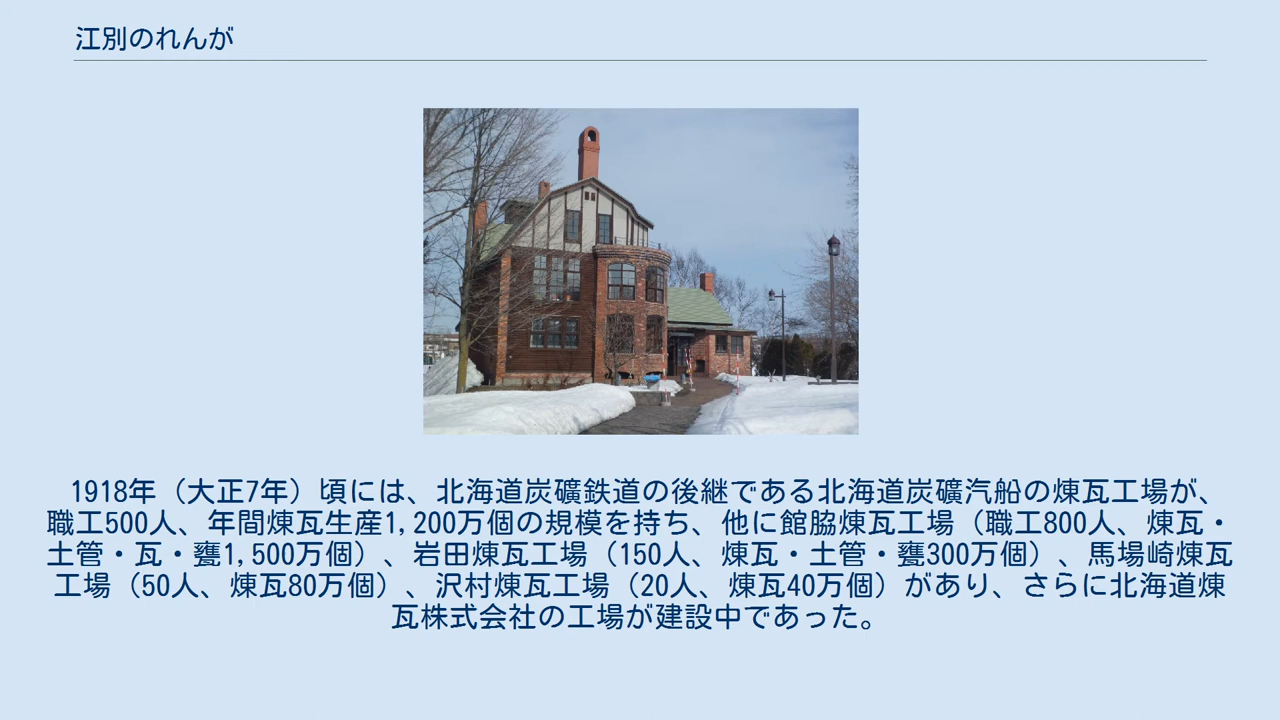 江別のれんが
1918年（大正7年）頃には、北海道炭礦鉄道の後継である北海道炭礦汽船の煉瓦工場が、
職工500人、年間煉瓦生産1,200万個の規模を持ち、他に館脇煉瓦工場（職工800人、煉瓦・
土管・瓦・甕1,500万個）、岩田煉瓦工場（150人、煉瓦・土管・甕300万個）、馬場崎煉瓦
工場（50人、煉瓦80万個）、沢村煉瓦工場（20人、煉瓦40万個）があり、さらに北海道煉
瓦株式会社の工場が建設中であった。